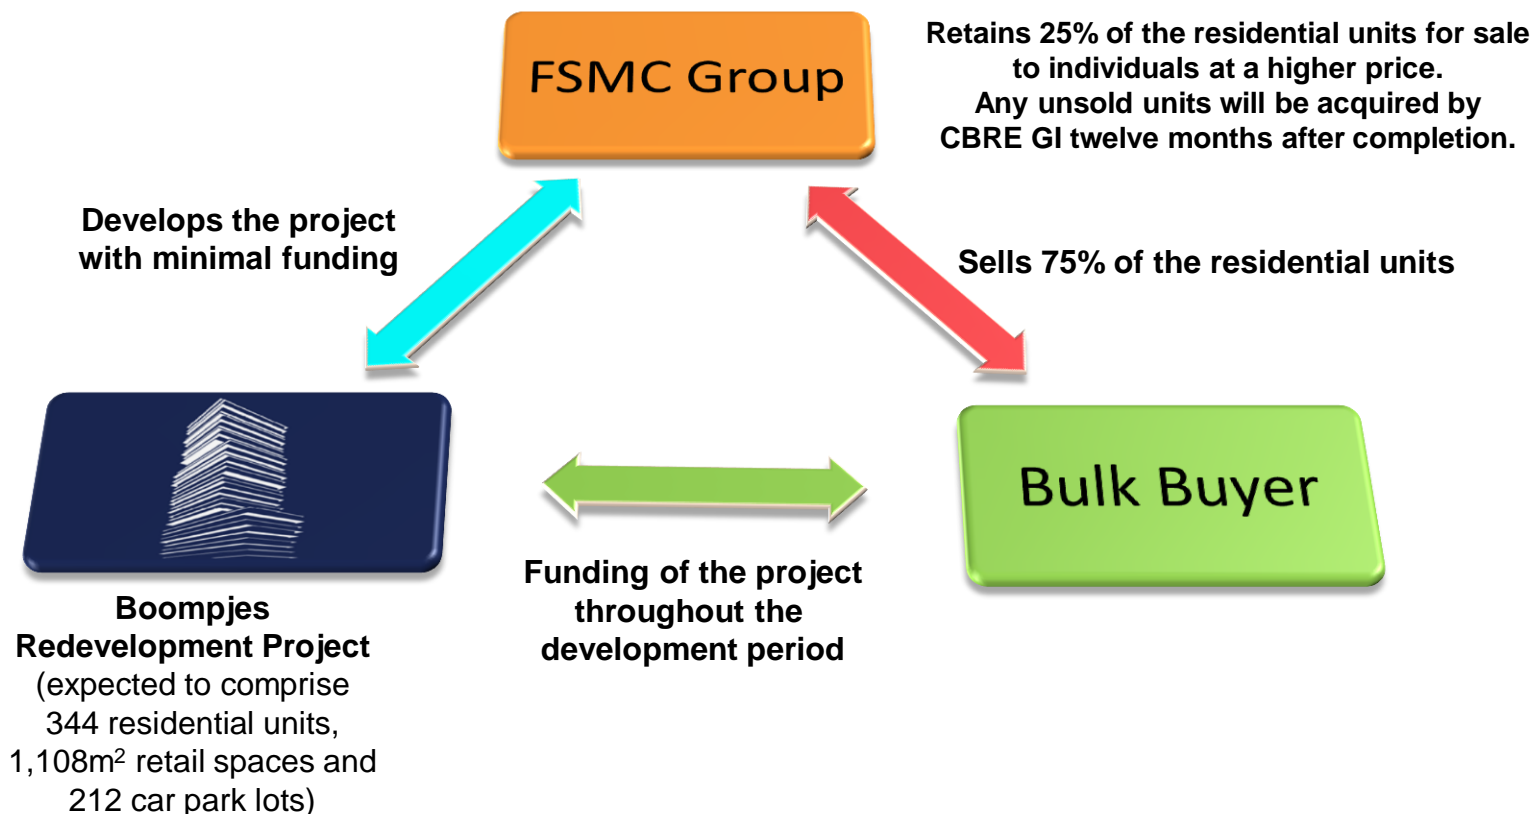 FSMC Group
Retains 25% of the residential units for sale
to individuals at a higher price.
Any unsold units will be acquired by
CBRE GI twelve months after completion.
Develops the project
with minimal funding
Sells 75% of the residential units
Bulk Buyer
Funding of the project
throughout the
development period
Boompjes
Redevelopment Project
(expected to comprise
344 residential units,
1,108m² retail spaces and
212 car park lots)